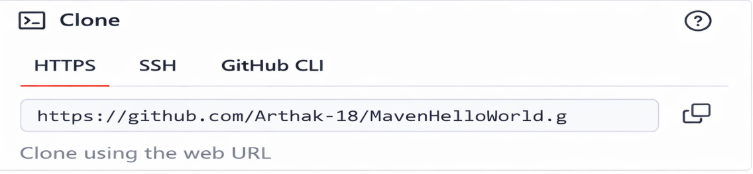 Clone
HTTPS SSH GitHub CLI
https://github.com/Arthak-18/MavenHelloWorld.g
Clone using the web URL